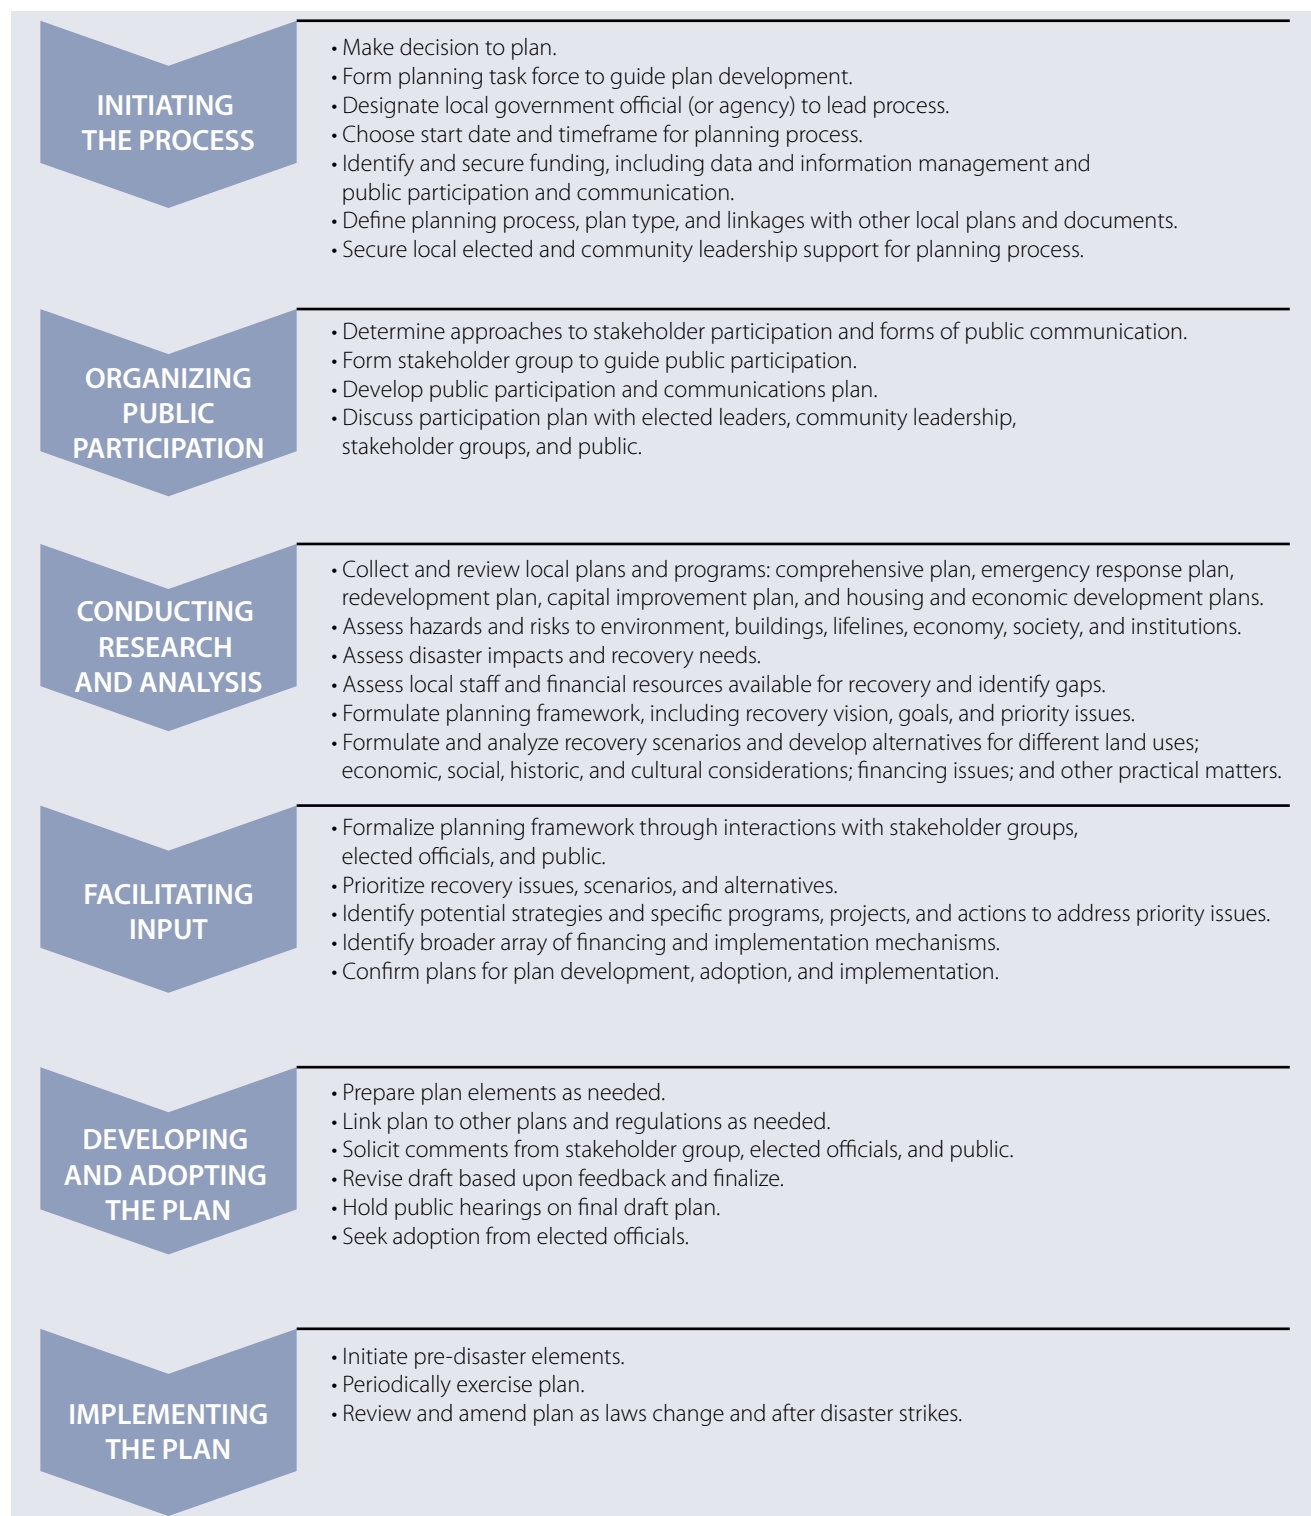 INITIATING
THE PROCESS
• Make decision to plan.
• Form planning task force to guide plan development.
• Designate local government official (or agency) to lead process.
• Choose start date and timeframe for planning process.
• Identify and secure funding, including data and information management and
public participation and communication.
• Define planning process, plan type, and linkages with other local plans and documents.
• Secure local elected and community leadership support for planning process.
ORGANIZING
PUBLIC
PARTICIPATION
• Determine approaches to stakeholder participation and forms of public communication.
• Form stakeholder group to guide public participation.
• Develop public participation and communications plan.
• Discuss participation plan with elected leaders, community leadership,
stakeholder groups, and public.
CONDUCTING
RESEARCH
AND ANALYSIS
• Collect and review local plans and programs: comprehensive plan, emergency response plan,
redevelopment plan, capital improvement plan, and housing and economic development plans.
• Assess hazards and risks to environment, buildings, lifelines, economy, society, and institutions.
• Assess disaster impacts and recovery needs.
• Assess local staff and financial resources available for recovery and identify gaps.
• Formulate planning framework, including recovery vision, goals, and priority issues.
• Formulate and analyze recovery scenarios and develop alternatives for different land uses;
economic, social, historic, and cultural considerations; financing issues; and other practical matters.
FACILITATING
INPUT
• Formalize planning framework through interactions with stakeholder groups,
elected officials, and public.
• Prioritize recovery issues, scenarios, and alternatives.
• Identify potential strategies and specific programs, projects, and actions to address priority issues.
• Identify broader array of financing and implementation mechanisms.
• Confirm plans for plan development, adoption, and implementation.
DEVELOPING
AND ADOPTING
THE PLAN
• Prepare plan elements as needed.
• Link plan to other plans and regulations as needed.
• Solicit comments from stakeholder group, elected officials, and public.
• Revise draft based upon feedback and finalize.
• Hold public hearings on final draft plan.
• Seek adoption from elected officials.
IMPLEMENTING
THE PLAN
• Initiate pre-disaster elements.
• Periodically exercise plan.
• Review and amend plan as laws change and after disaster strikes.